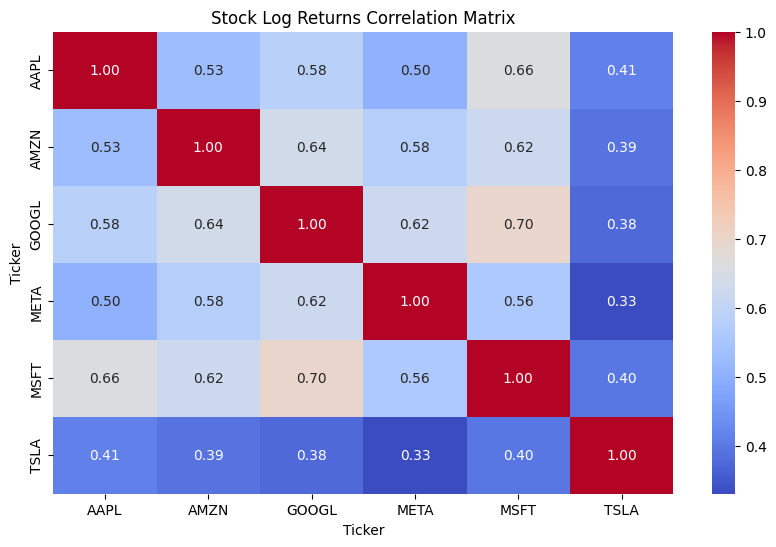 Stock Log Returns Correlation Matrix
Ticker
AAPL 1.00 0.53 0.58 0.50 0.66 0.41
AMZN 0.53 1.00 0.64 0.58 0.62 0.39
GOOGL 0.58 0.64 1.00 0.62 0.70 0.38
META 0.50 0.58 0.62 1.00 0.56 0.33
MSFT 0.66 0.62 0.70 0.56 1.00 0.40
TSLA 0.41 0.39 0.38 0.33 0.40 1.00
AAPL AMZN GOOGL META MSFT TSLA
Ticker
1.0
0.9
0.8
0.7
0.6
0.5
0.4